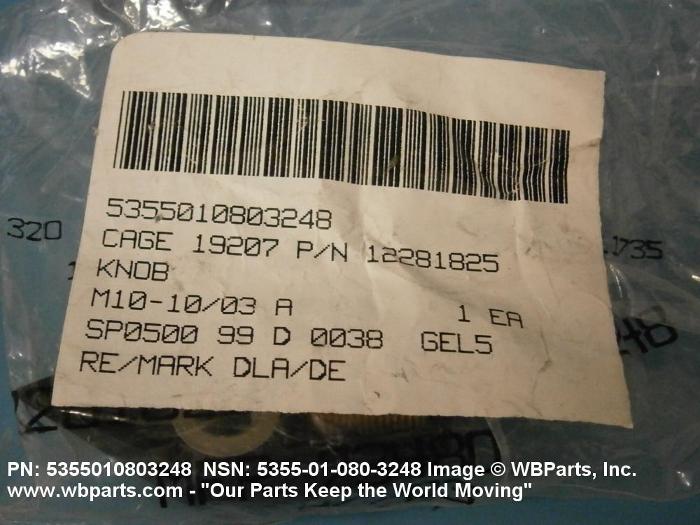 5355010803248
CAGE 19207 P/N 12281825
KNOB
M10-10/03 A 1 EA
SP0500 99 D 0038 GEL5
RE/MARK DLA/DE
320
1735
248
PN: 5355010803248 NSN: 5355-01-080-3248 Image © WBParts, Inc.
www.wbparts.com - "Our Parts Keep the World Moving"